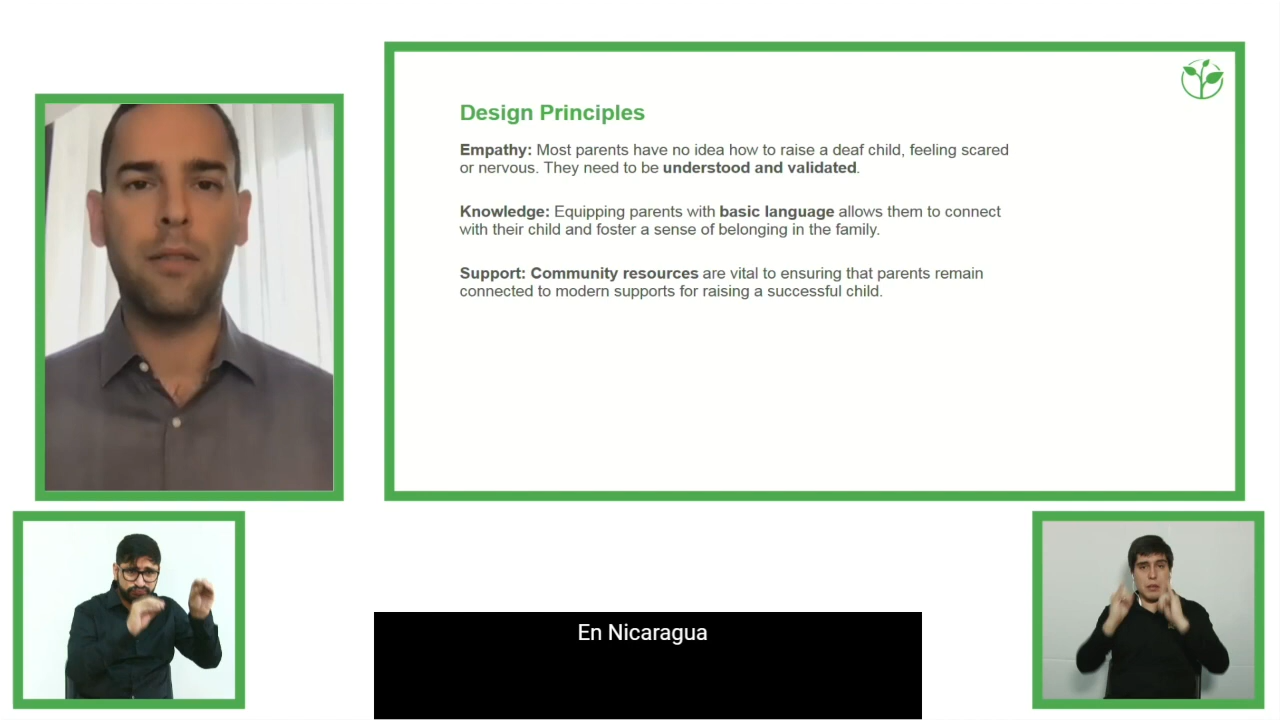 Design Principles
Empathy: Most parents have no idea how to raise a deaf child, feeling scared
or nervous. They need to be understood and validated.
Knowledge: Equipping parents with basic language allows them to connect
with their child and foster a sense of belonging in the family.
Support: Community resources are vital to ensuring that parents remain
connected to modern supports for raising a successful child.
En Nicaragua